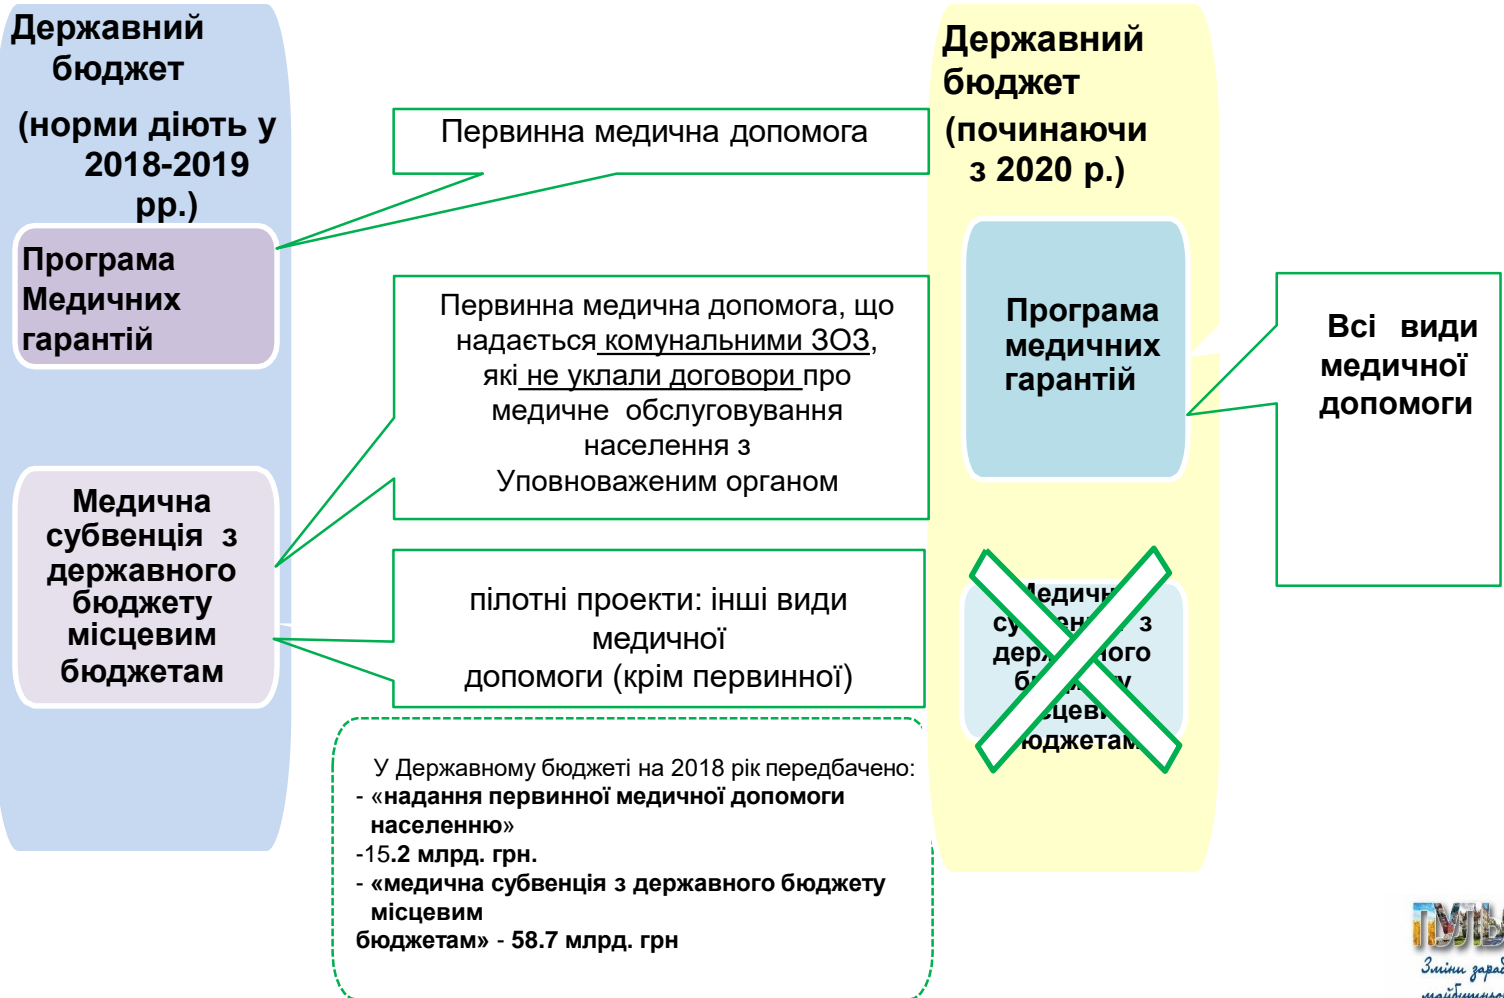 Державний
бюджет
(норми діють у
2018-2019
рр.)
Програма
Медичних
гарантій
Медична
субвенція з
державного
бюджету
місцевим
бюджетам
Первинна медична допомога
Первинна медична допомога, що
надається комунальними ЗОЗ,
які не уклали договори про
медичне обслуговування
населення з
Уповноваженим органом
пілотні проекти: інші види
медичної
допомоги (крім первинної)
У Державному бюджеті на 2018 рік передбачено:
- «надання первинної медичної допомоги
населенню»
-15.2 млрд. грн.
- «медична субвенція з державного бюджету
місцевим
бюджетам» - 58.7 млрд. грн
Державний
бюджет
(починаючи
з 2020 р.)
Програма
медичних
гарантій
Всі види
медичної
допомоги
з
Зміни